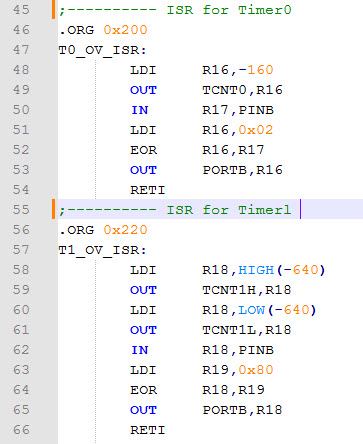 45 ;---------- ISR for Timer0
46 .ORG 0x200
47 T0_OV_ISR:
48 LDI R16,-160
49 OUT TCNT0,R16
50 IN R17,PINB
51 LDI R16,0x02
52 EOR R16,R17
53 OUT PORTB,R16
54 RETI
55 ;---------- ISR for Timer1
56 .ORG 0x220
57 T1_OV_ISR:
58 LDI R18,HIGH(-640)
59 OUT TCNT1H,R18
60 LDI R18,LOW(-640)
61 OUT TCNT1L,R18
62 IN R18,PINB
63 LDI R19,0x80
64 EOR R18,R19
65 OUT PORTB,R18
66 RETI